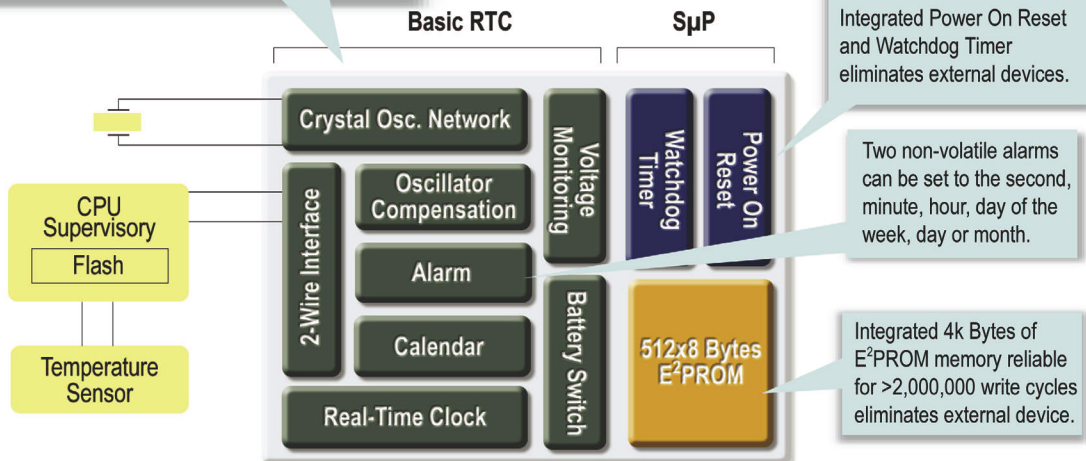 Basic RTC
SµP
Integrated Power On Reset
and Watchdog Timer
eliminates external devices.
Crystal Osc. Network
Voltage
Monitoring
Watchdog
Timer
Power On
Reset
Two non-volatile alarms
can be set to the second,
minute, hour, day of the
week, day or month.
CPU
Supervisory
Flash
2-Wire Interface
Oscillator
Compensation
Alarm
Calendar
Battery Switch
512x8 Bytes
E²PROM
Integrated 4k Bytes of
E²PROM memory reliable
for >2,000,000 write cycles
eliminates external device.
Temperature
Sensor
Real-Time Clock